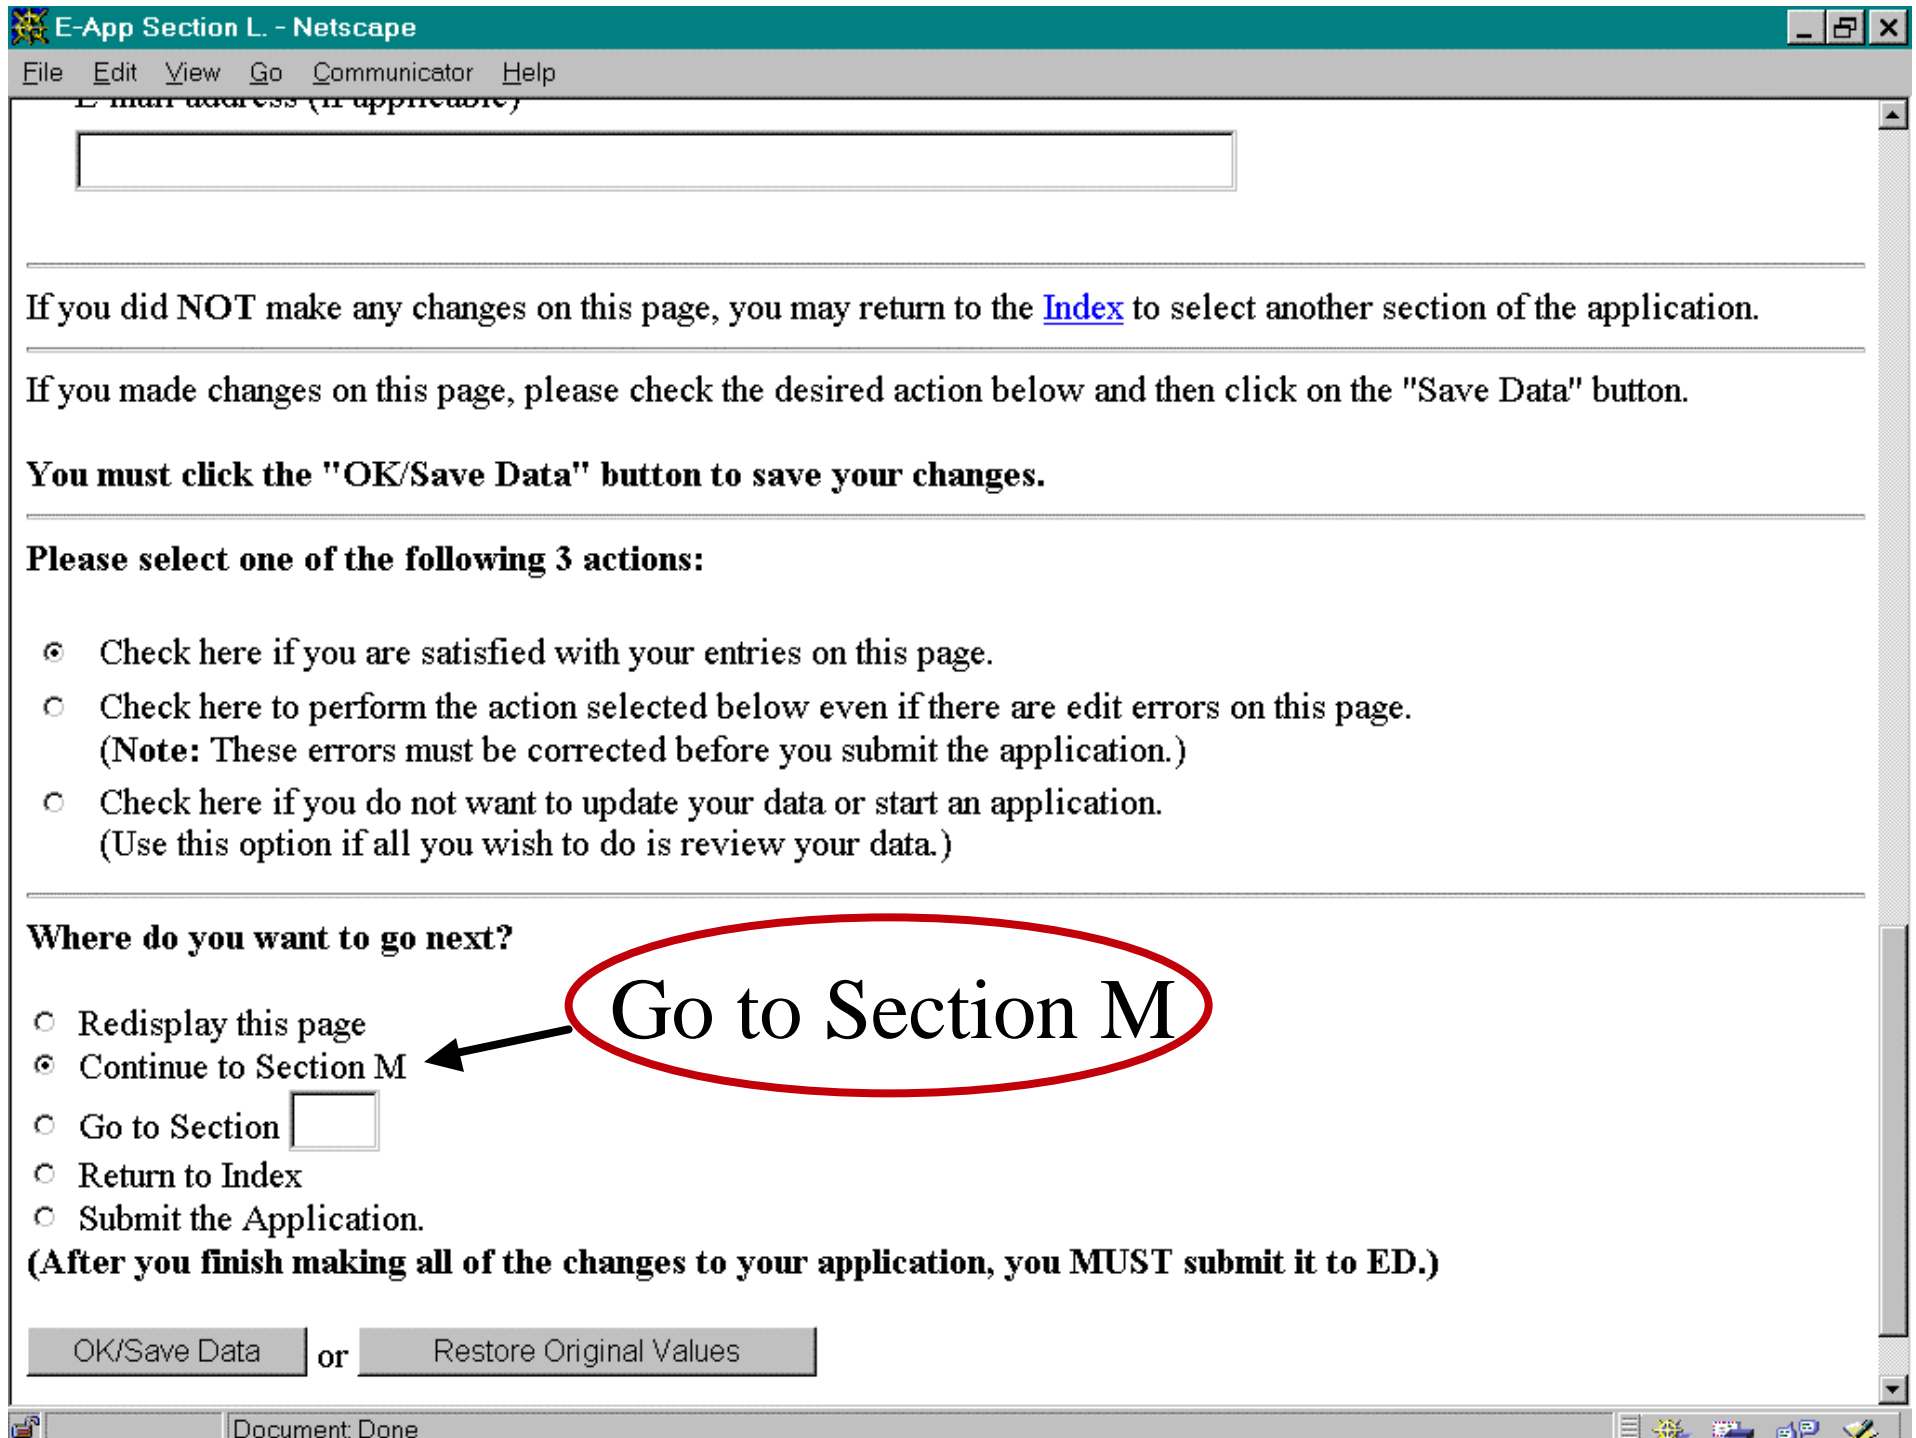 E-App Section L. - Netscape
File Edit View Go Communicator Help
E-mail address (if applicable)
If you did NOT make any changes on this page, you may return to the Index to select another section of the application.
If you made changes on this page, please check the desired action below and then click on the "Save Data" button.
You must click the "OK/Save Data" button to save your changes.
Please select one of the following 3 actions:
Check here if you are satisfied with your entries on this page.
Check here to perform the action selected below even if there are edit errors on this page.
(Note: These errors must be corrected before you submit the application.)
Check here if you do not want to update your data or start an application.
(Use this option if all you wish to do is review your data.)
Where do you want to go next?
Go to Section M
Redisplay this page
Continue to Section M
Go to Section
Return to Index
Submit the Application.
(After you finish making all of the changes to your application, you MUST submit it to ED.)
OK/Save Data or Restore Original Values
Document: Done